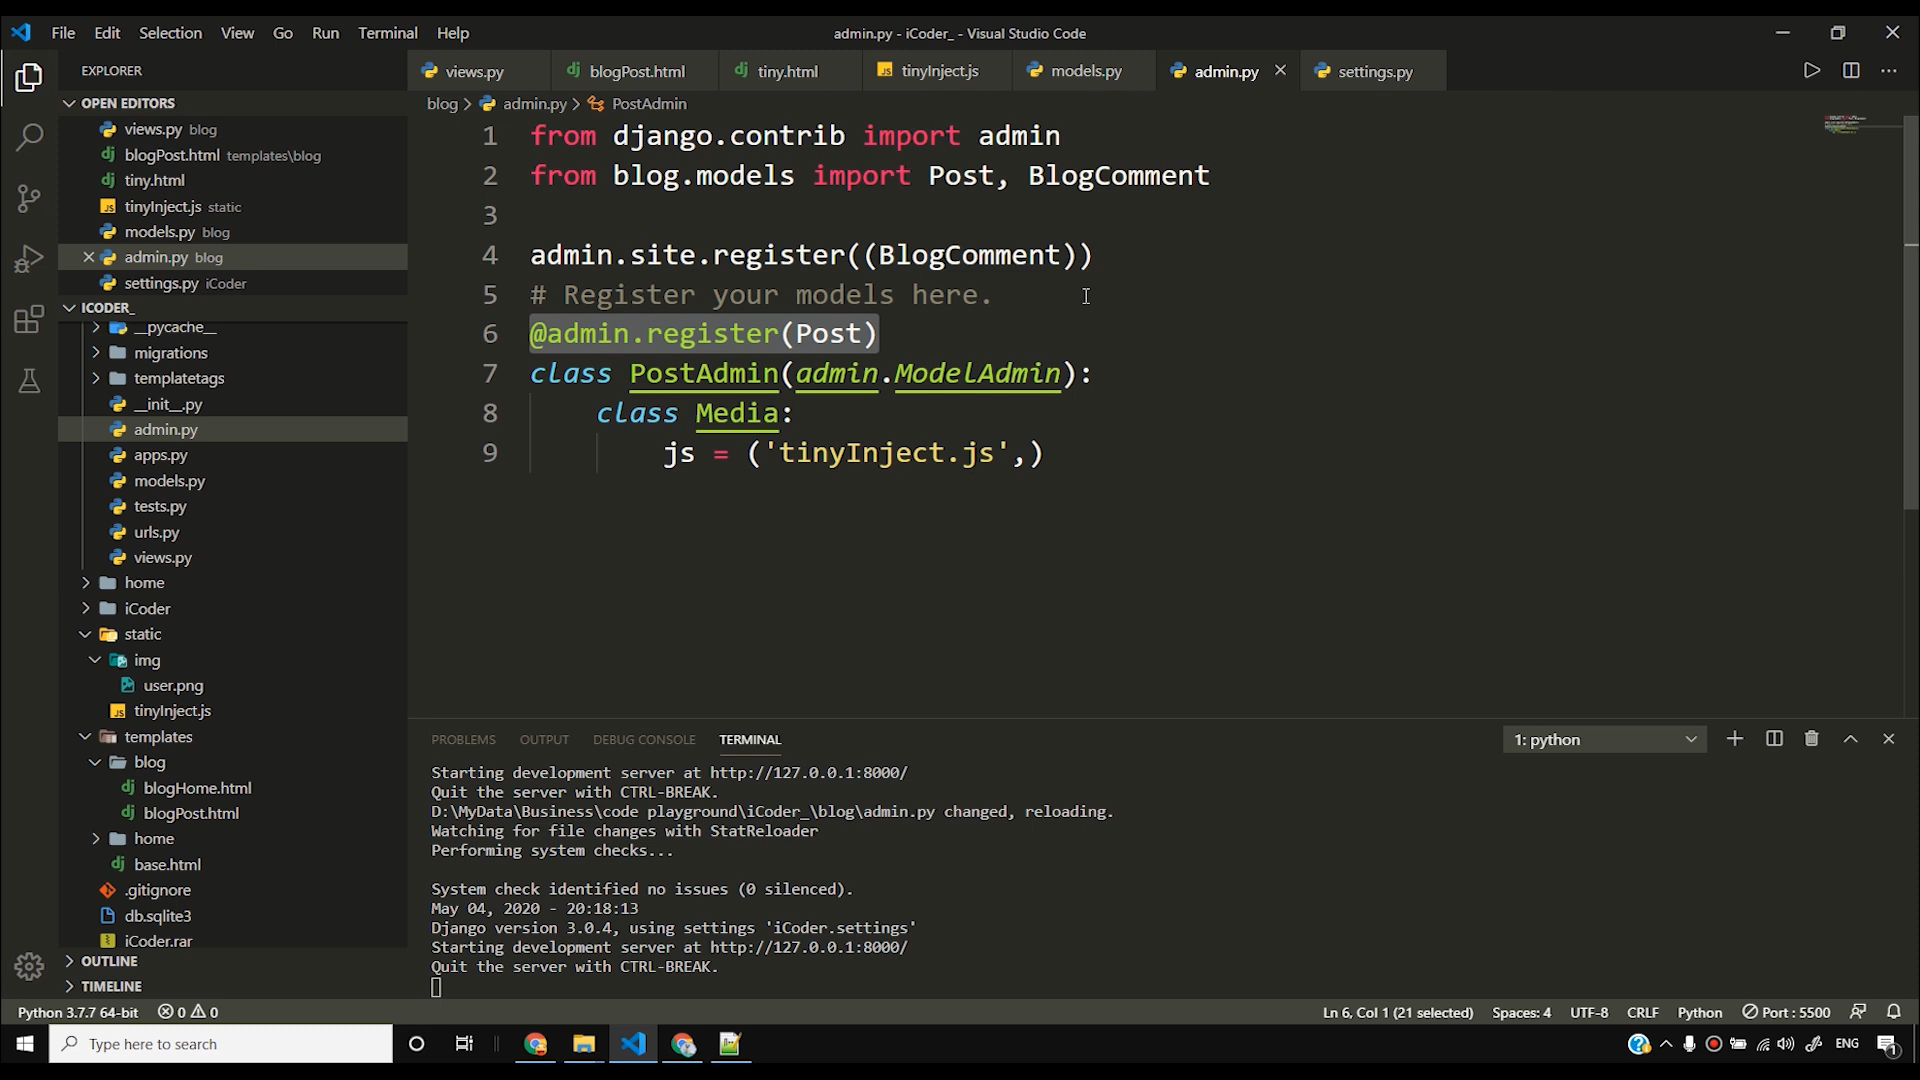 File Edit Selection View Go Run Terminal Help
admin.py - iCoder_ - Visual Studio Code
EXPLORER
views.py
blogPost.html
tiny.html
tinyInject.js
models.py
admin.py
settings.py
OPEN EDITORS
views.py blog
blogPost.html templates\blog
tiny.html
tinyInject.js static
models.py blog
admin.py blog
settings.py iCoder
ICODER_
__pycache__
migrations
templatetags
__init__.py
admin.py
apps.py
models.py
tests.py
urls.py
views.py
home
iCoder
static
img
user.png
tinyInject.js
templates
blog
blogHome.html
blogPost.html
home
base.html
.gitignore
db.sqlite3
iCoder.rar
OUTLINE
TIMELINE
blog > admin.py > PostAdmin
1 from django.contrib import admin
2 from blog.models import Post, BlogComment
3
4 admin.site.register((BlogComment))
5 # Register your models here.
6 @admin.register(Post)
7 class PostAdmin(admin.ModelAdmin):
8 class Media:
9 js = ('tinyInject.js',)
PROBLEMS OUTPUT DEBUG CONSOLE TERMINAL
1: python
Starting development server at http://127.0.0.1:8000/
Quit the server with CTRL-BREAK.
D:\MyData\Business\code playground\iCoder_\blog\admin.py changed, reloading.
Watching for file changes with StatReloader
Performing system checks...
System check identified no issues (0 silenced).
May 04, 2020 - 20:18:13
Django version 3.0.4, using settings 'iCoder.settings'
Starting development server at http://127.0.0.1:8000/
Quit the server with CTRL-BREAK.
Python 3.7.7 64-bit 0 0
Ln 6, Col 1 (21 selected) Spaces: 4 UTF-8 CRLF Python Port : 5500
Type here to search
ENG
1